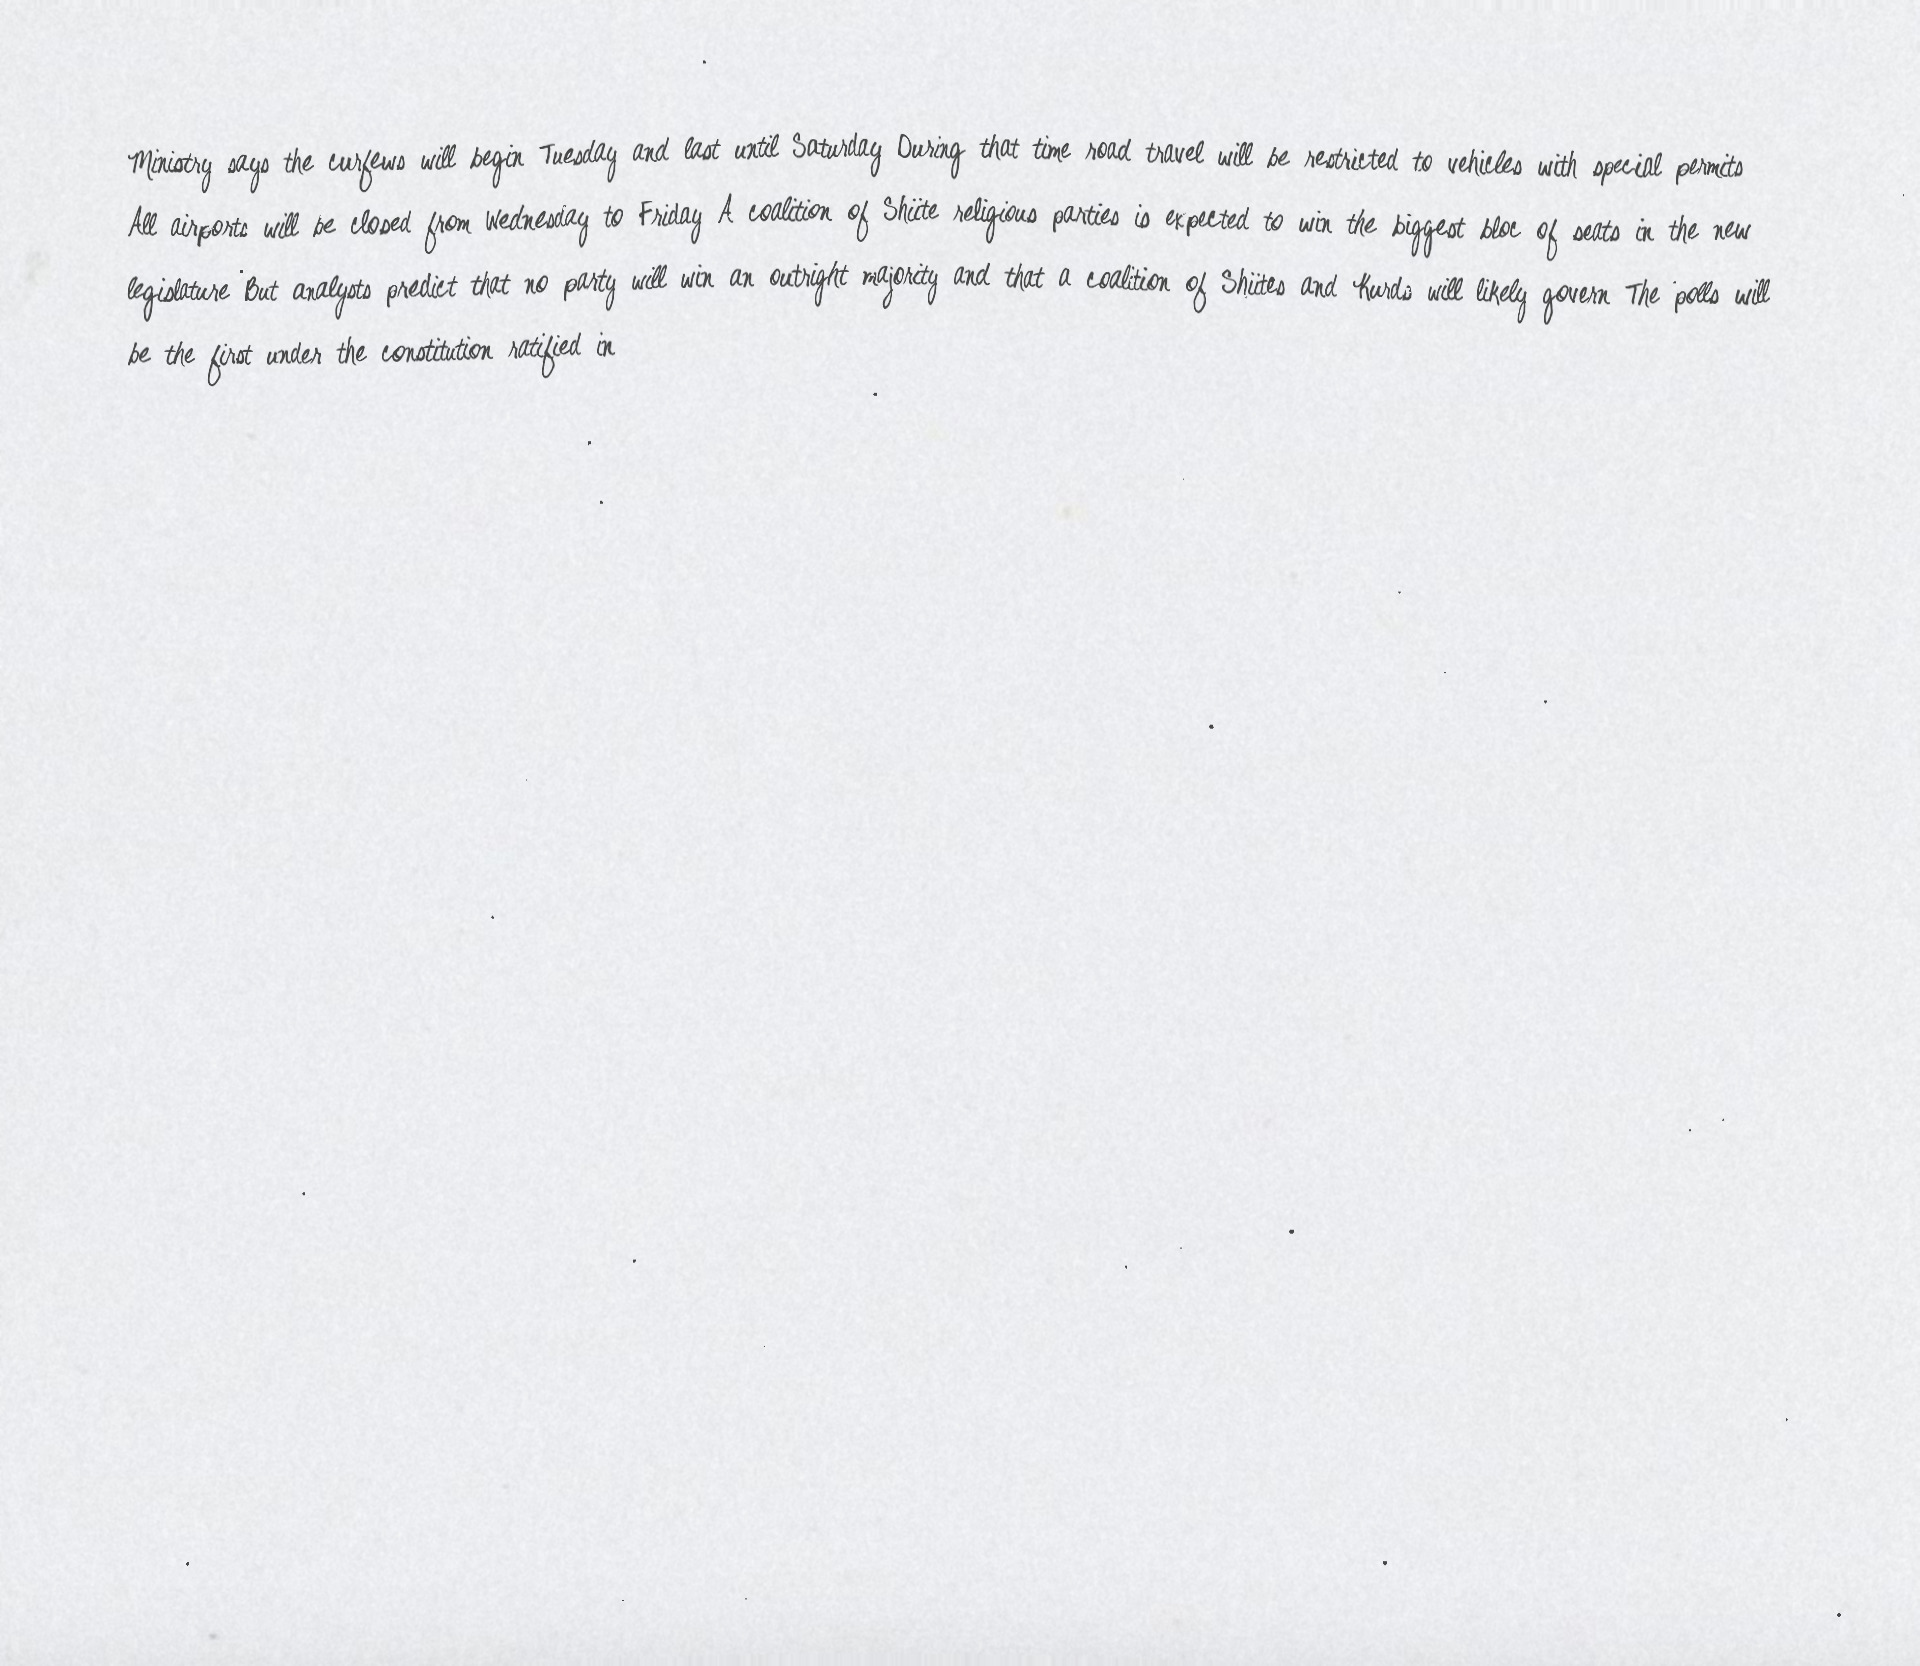 Ministry says the curfews will begin Tuesday and last until Saturday During that time road travel will be restricted to vehicles with special permits
All airports will be closed from Wednesday to Friday A coalition of Shiite religious parties is expected to win the biggest bloc of seats in the new
legislature But analysts predict that no party will win an outright majority and that a coalition of Shiites and Kurds will likely govern The polls will
be the first under the constitution ratified in